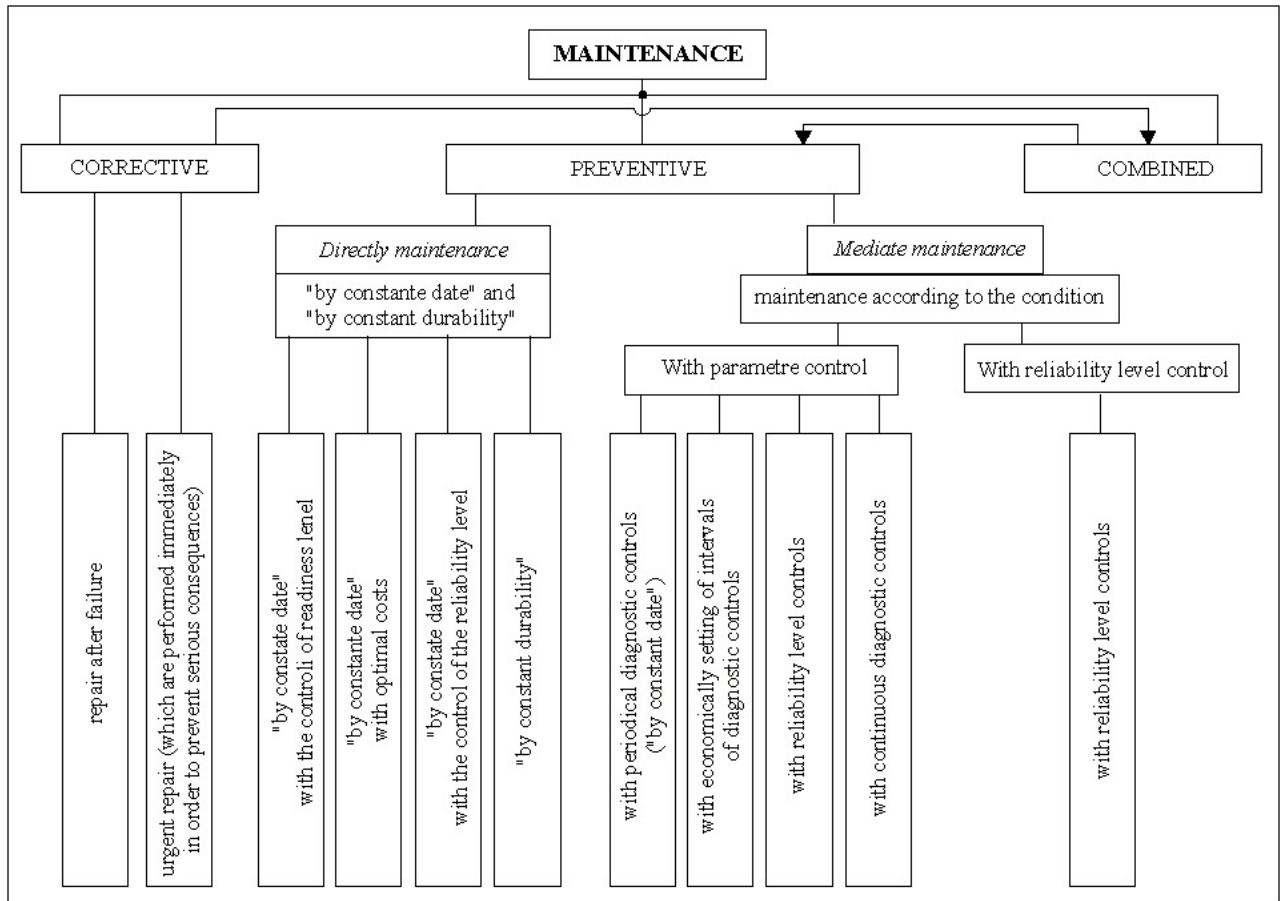 MAINTENANCE
CORRECTIVE
PREVENTIVE
COMBINED
Directly maintenance
"by constante date" and
"by constant durability"
Mediate maintenance
maintenance according to the condition
With parametre control
With reliability level control
repair after failure
urgent repair (which are performed immediately
in order to prevent serious consequences)
"by constate date"
with the controli of readiness lenel
"by constante date"
with optimal costs
"by constate date"
with the control of the reliability level
"by constant durability"
with periodical diagnostic controls
("by constant date")
with economically setting of intervals
of diagnostic controls
with reliability level controls
with continuous diagnostic controls
with reliability level controls